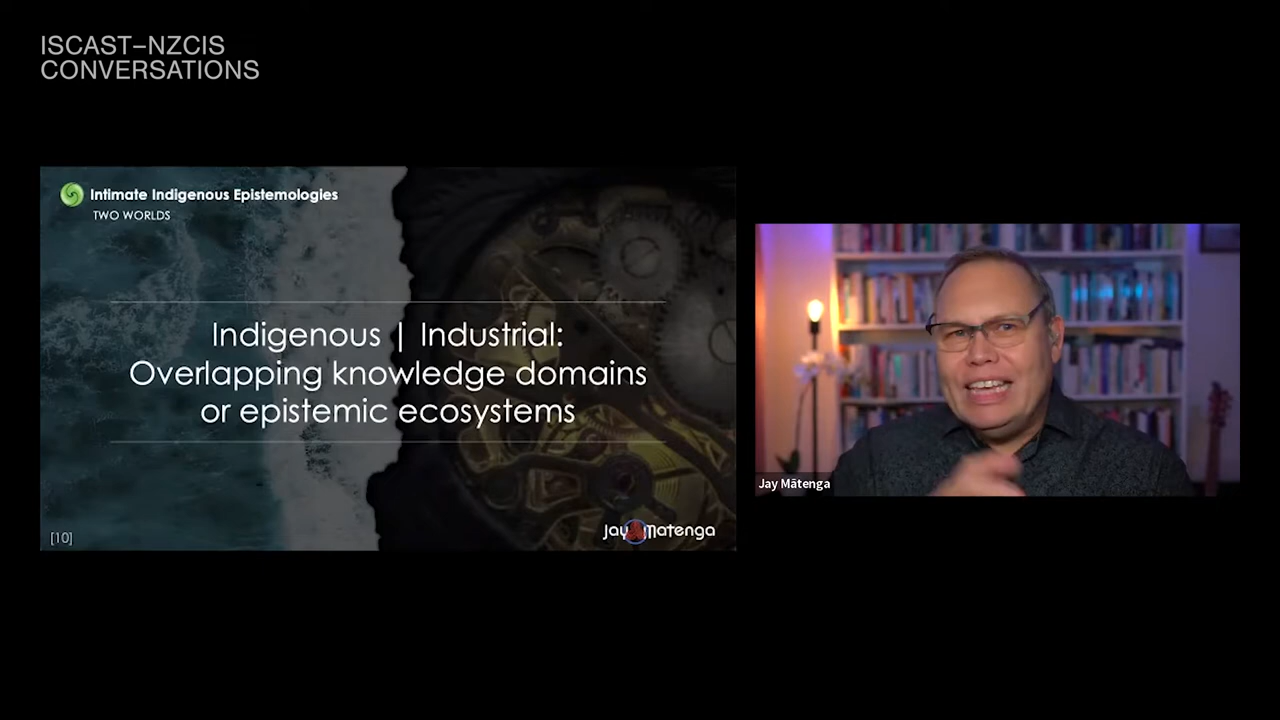 ISCAST–NZCIS
CONVERSATIONS
Intimate Indigenous Epistemologies
TWO WORLDS
Indigenous | Industrial:
Overlapping knowledge domains
or epistemic ecosystems
[10]
Jay Matenga
Jay Mātenga